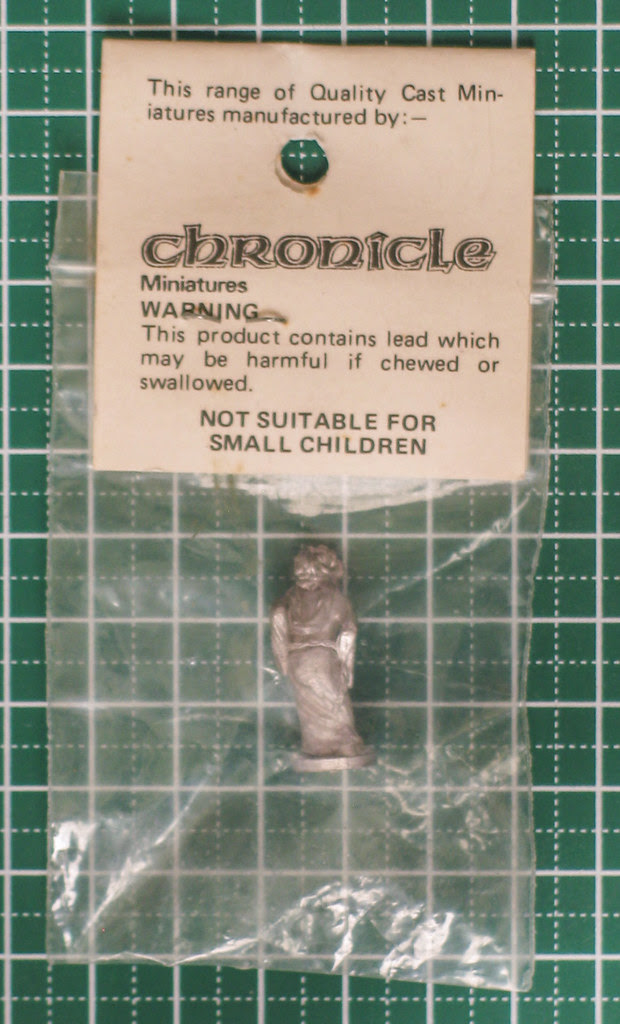 This range of Quality Cast Min-
iatures manufactured by:—
chronicle
Miniatures
WARNING
This product contains lead which
may be harmful if chewed or
swallowed.
NOT SUITABLE FOR
SMALL CHILDREN